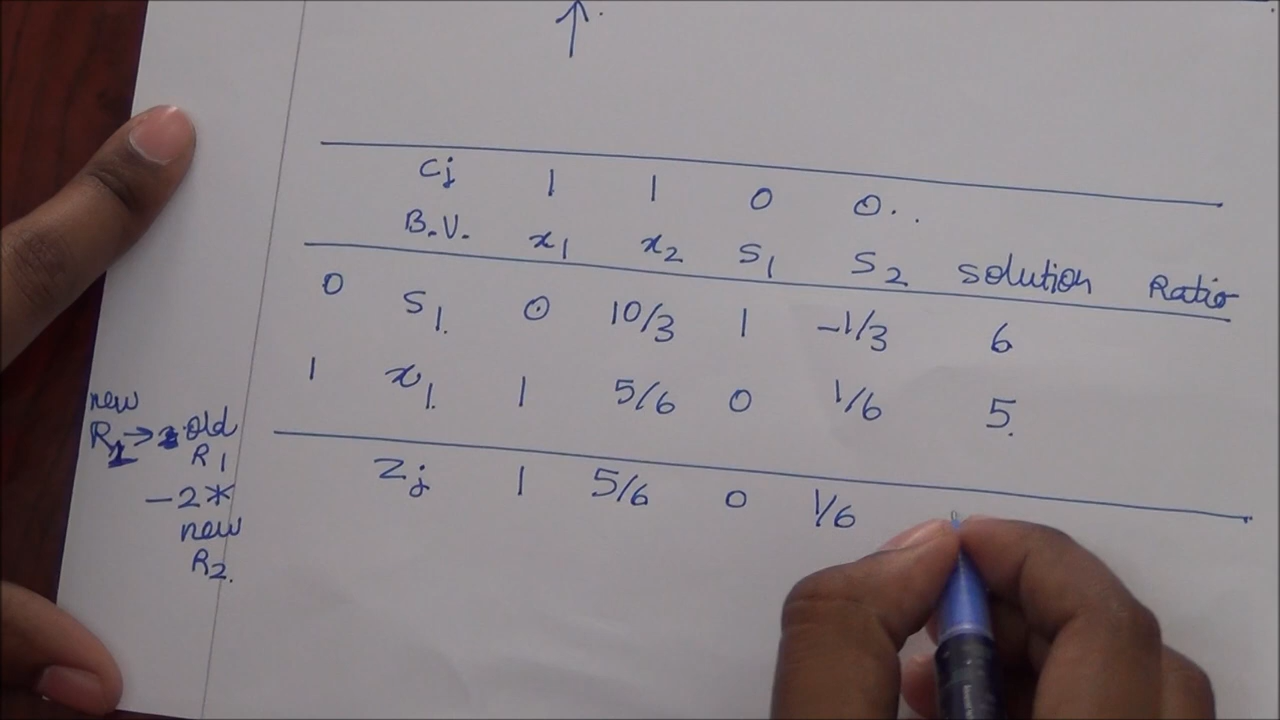 Cj 1 1 0 0..
B.V. x1 x2 S1 S2 solution Ratio
0 S1. 0 10/3 1 -1/3 6
1 x1. 1 5/6 0 1/6 5.
Zj 1 5/6 0 1/6
new
R1 → old
R1
-2*
new
R2.